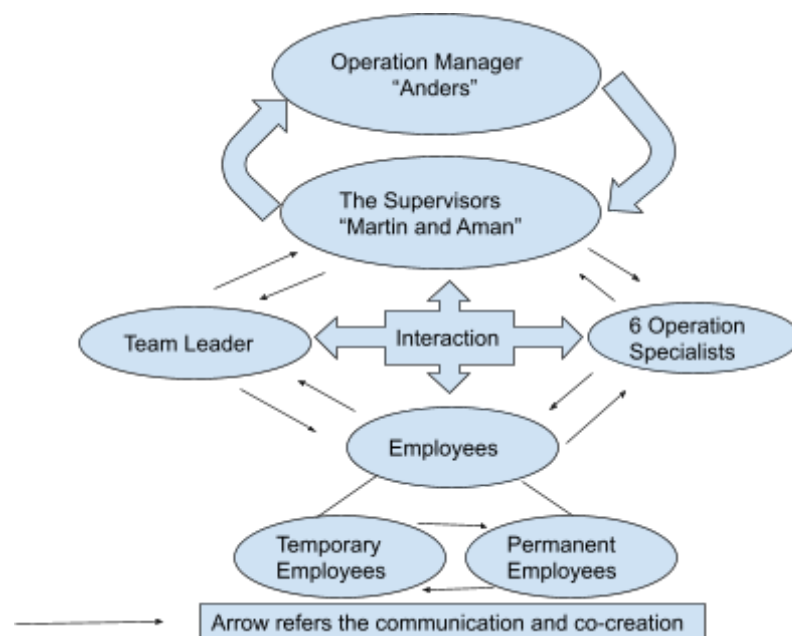 Operation Manager
“Anders”
The Supervisors
“Martin and Aman”
Team Leader
Interaction
6 Operation
Specialists
Employees
Temporary
Employees
Permanent
Employees
Arrow refers the communication and co-creation